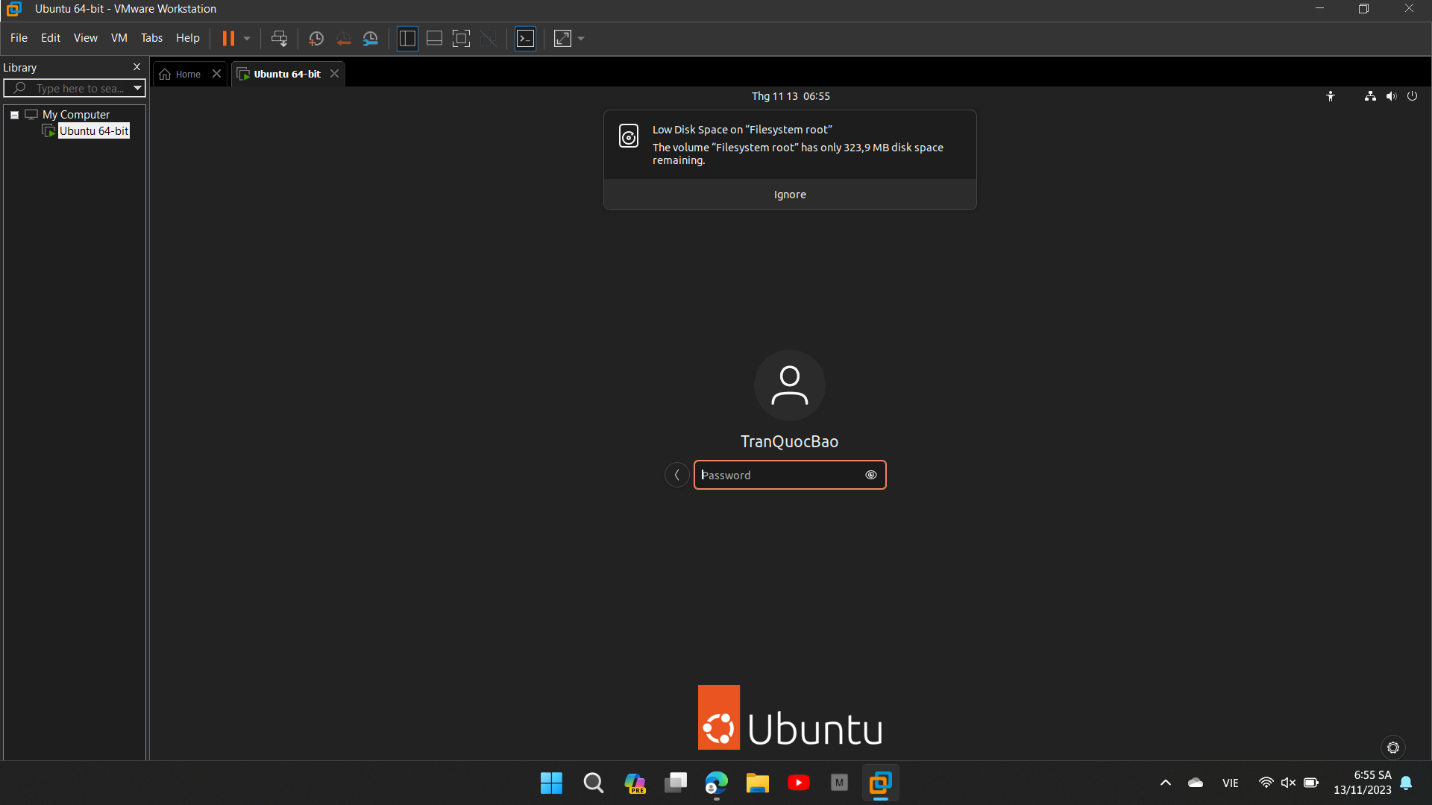 Ubuntu 64-bit - VMware Workstation
File Edit View VM Tabs Help
Library
Type here to sea...
My Computer
Ubuntu 64-bit
Home
Ubuntu 64-bit
Thg 11 13 06:55
Low Disk Space on “Filesystem root”
The volume “Filesystem root” has only 323,9 MB disk space
remaining.
Ignore
TranQuocBao
Password
Ubuntu
PRE
M
VIE
6:55 SA
13/11/2023